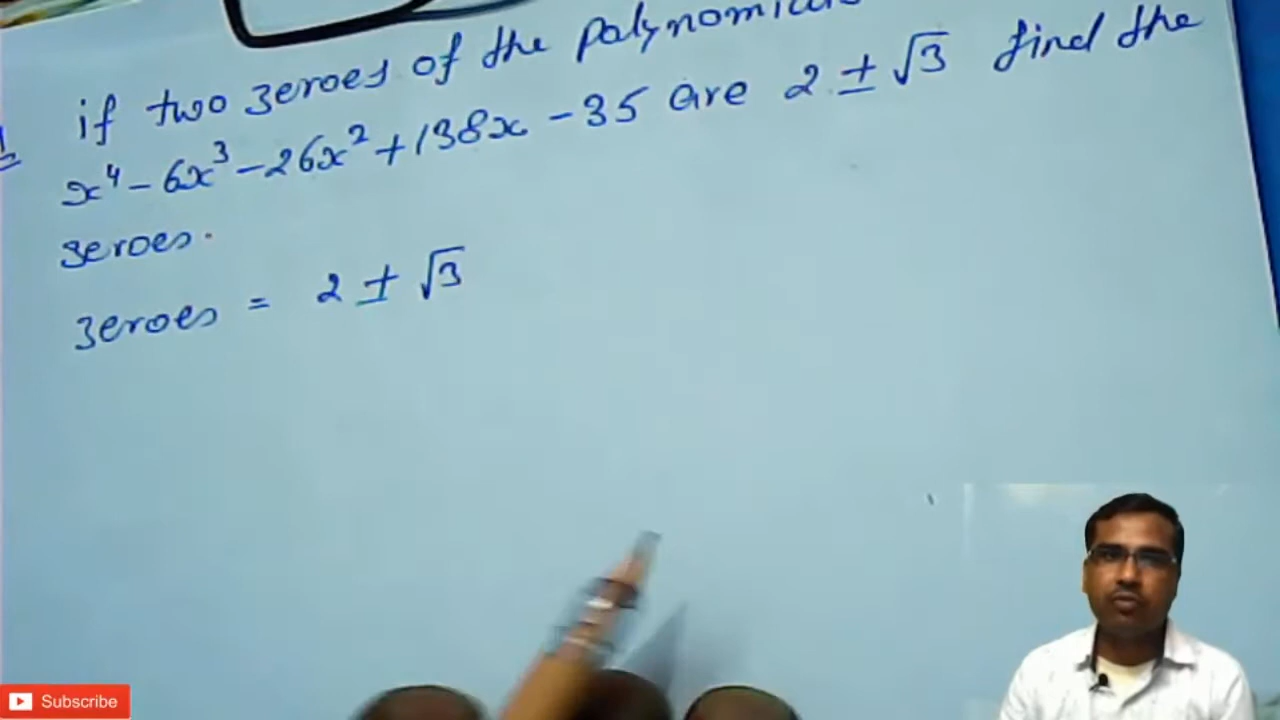 if two zeroes of the polynomial
x⁴ - 6x³ - 26x² + 138x - 35 are 2 ± √3 find the
zeroes.
zeroes = 2 ± √3
Subscribe